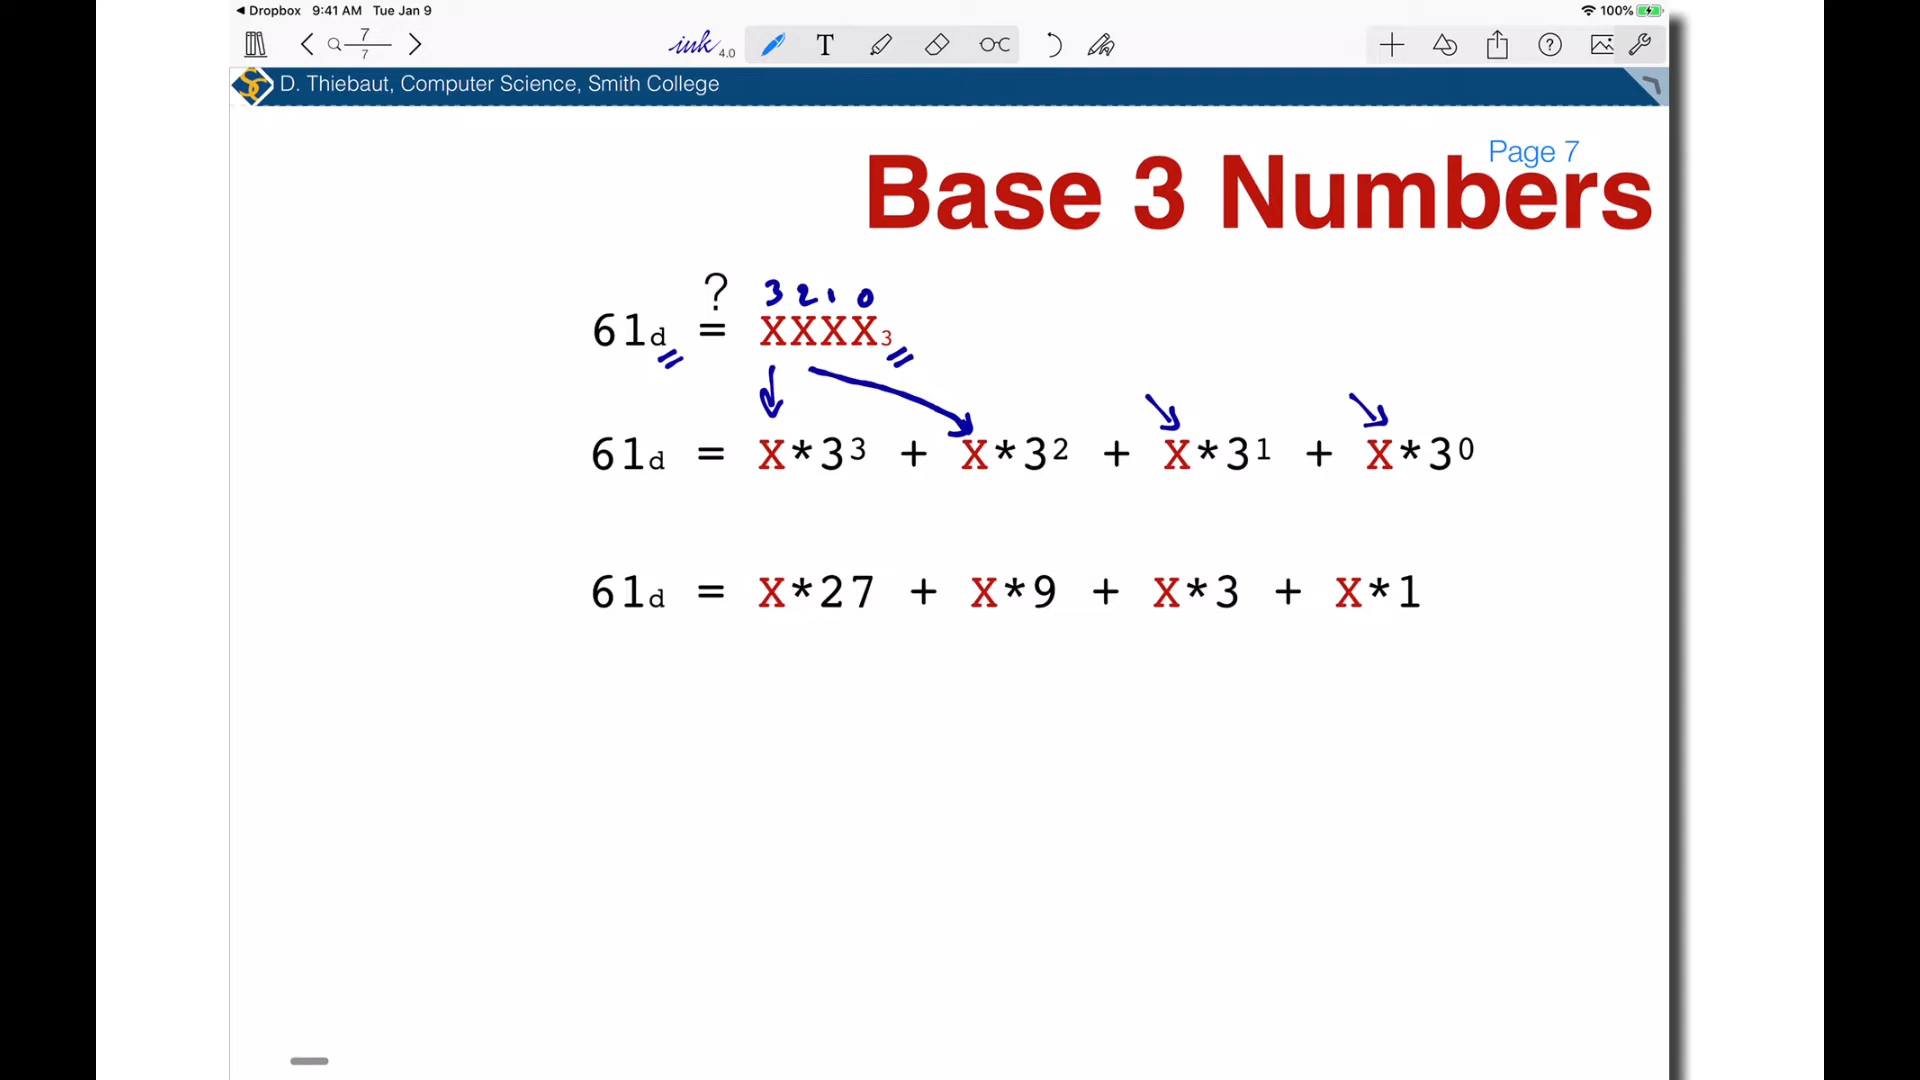 Dropbox 9:41 AM Tue Jan 9 100%
7
7
ink 4.0 T ?
D. Thiebaut, Computer Science, Smith College
Page 7
Base 3 Numbers
? 3 2 1 0
61d = XXXX3
61d = X*3³ + X*3² + X*3¹ + X*3⁰
61d = X*27 + X*9 + X*3 + X*1